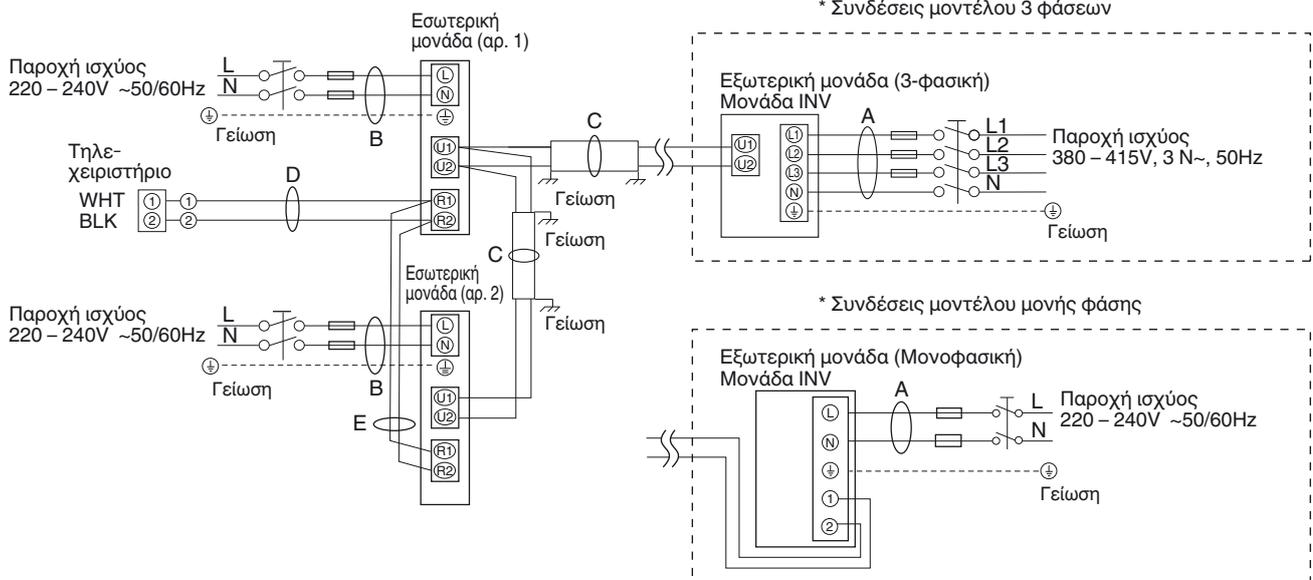 * Συνδέσεις μοντέλου 3 φάσεων
Εσωτερική
μονάδα (αρ. 1)
Παροχή ισχύος
220 – 240V ~50/60Hz
L
N
Γείωση
B
L
N
U1
U2
R1
R2
Τηλε-
χειριστήριο
WHT
BLK
1
2
1
2
D
C
Γείωση
Γείωση
C
Γείωση
Εξωτερική μονάδα (3-φασική)
Μονάδα INV
U1
U2
L1
L2
L3
N
A
L1
L2
L3
N
Παροχή ισχύος
380 – 415V, 3 N~, 50Hz
Γείωση
Εσωτερική
μονάδα (αρ. 2)
Παροχή ισχύος
220 – 240V ~50/60Hz
L
N
Γείωση
B
E
L
N
U1
U2
R1
R2
* Συνδέσεις μοντέλου μονής φάσης
Εξωτερική μονάδα (Μονοφασική)
Μονάδα INV
L
N
1
2
A
L
N
Παροχή ισχύος
220 – 240V ~50/60Hz
Γείωση